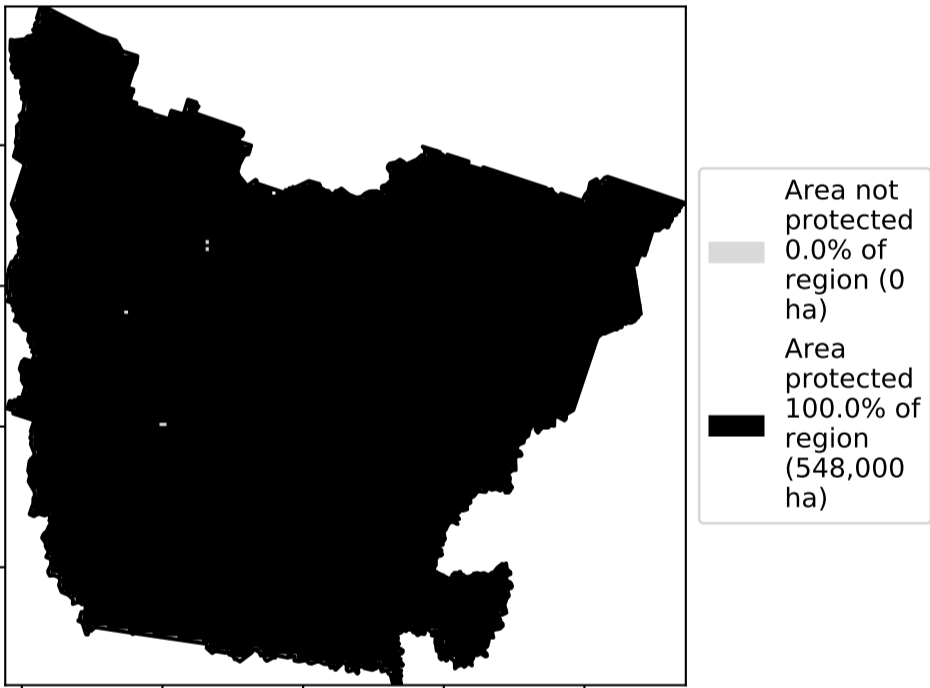 Area not
protected
0.0% of
region (0
ha)
Area
protected
100.0% of
region
(548,000
ha)